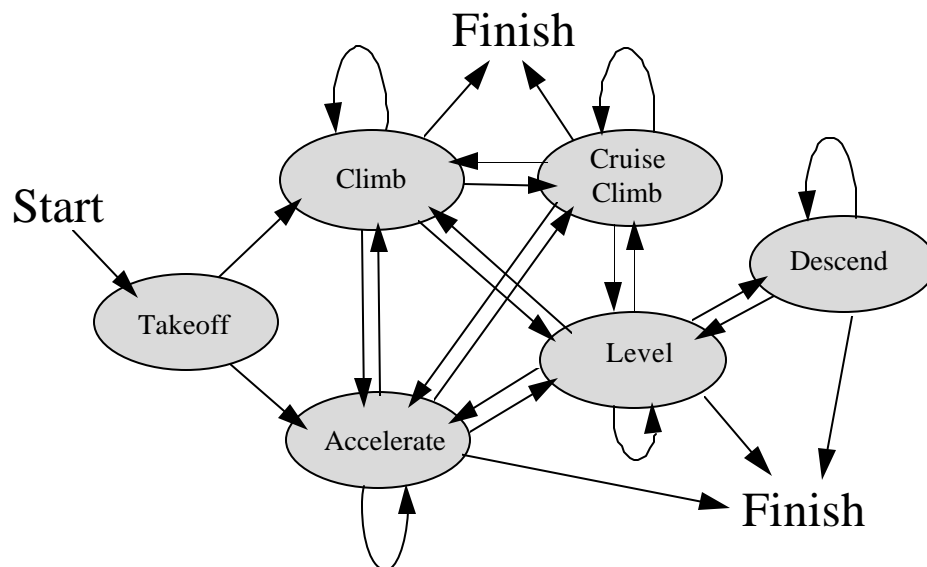 Finish
Climb
Cruise
Climb
Start
Descend
Takeoff
Level
Accelerate
Finish